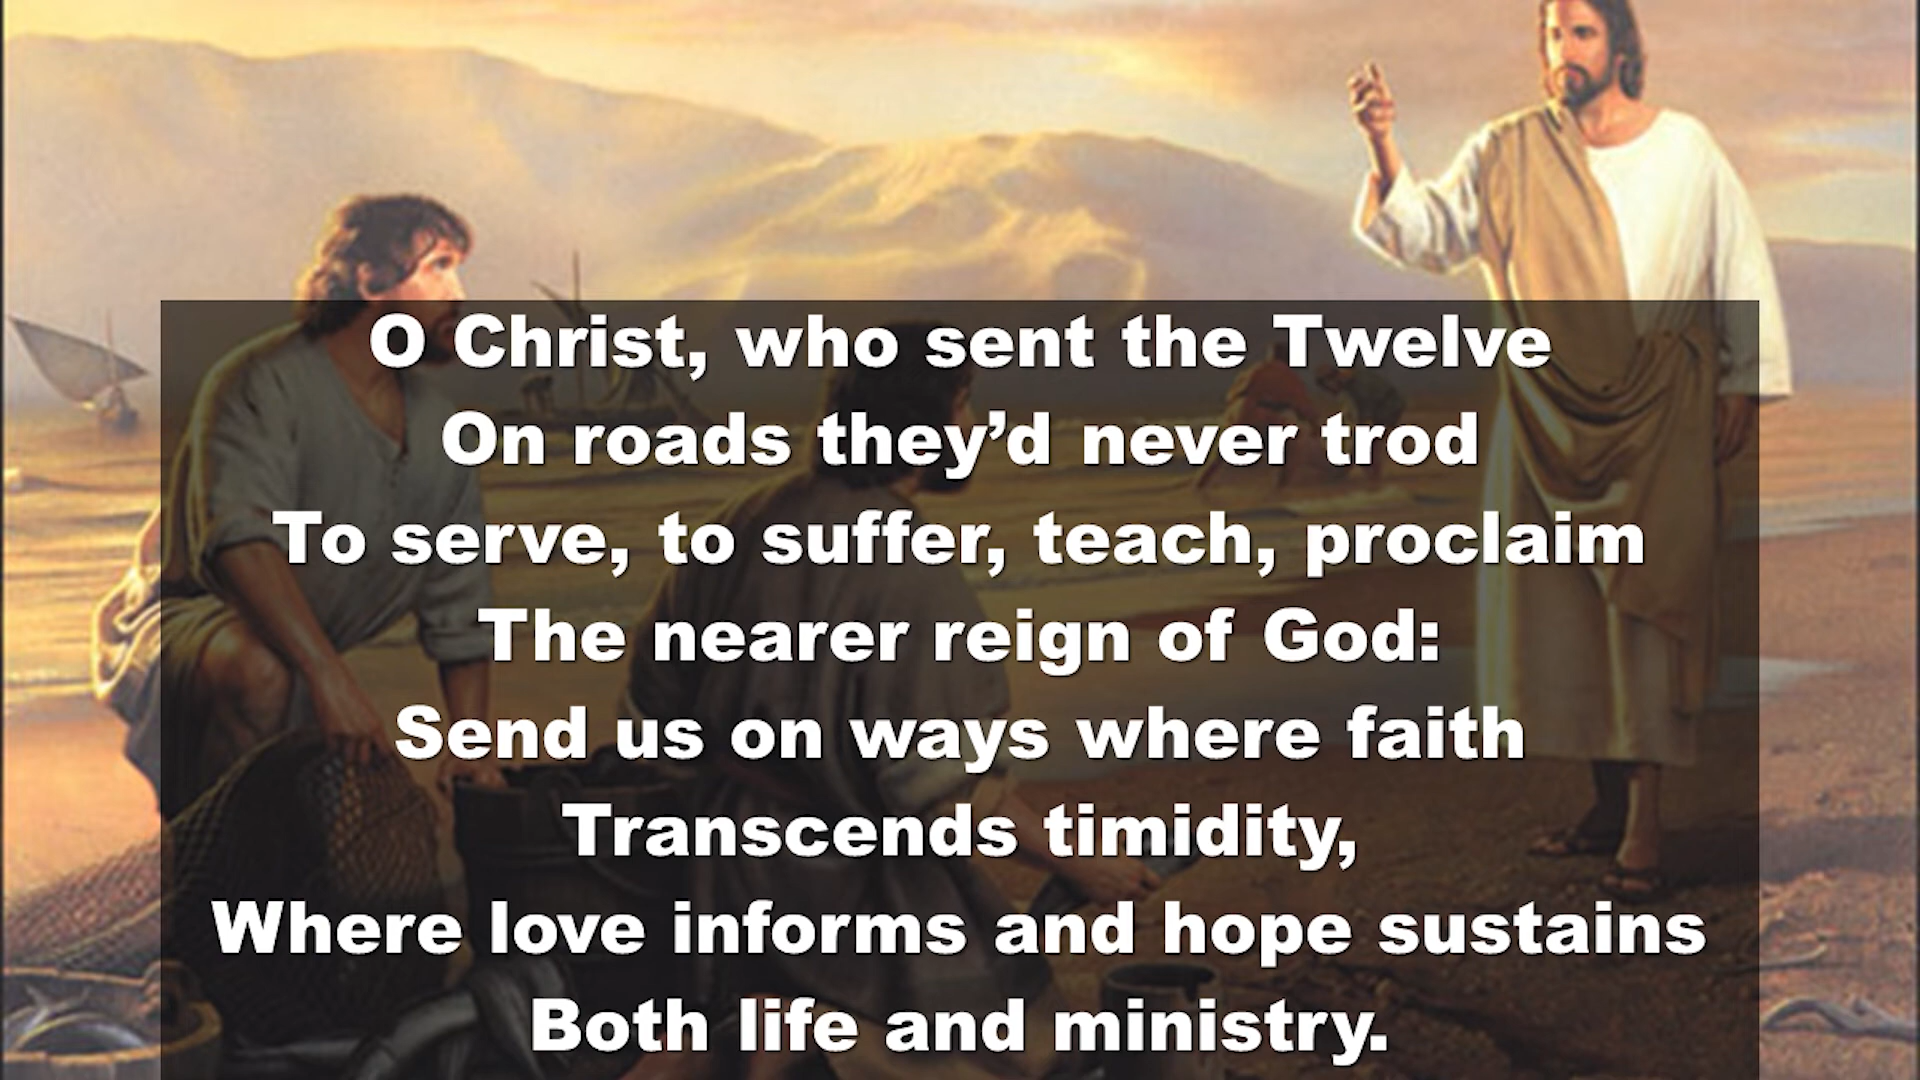 O Christ, who sent the Twelve
On roads they’d never trod
To serve, to suffer, teach, proclaim
The nearer reign of God:
Send us on ways where faith
Transcends timidity,
Where love informs and hope sustains
Both life and ministry.